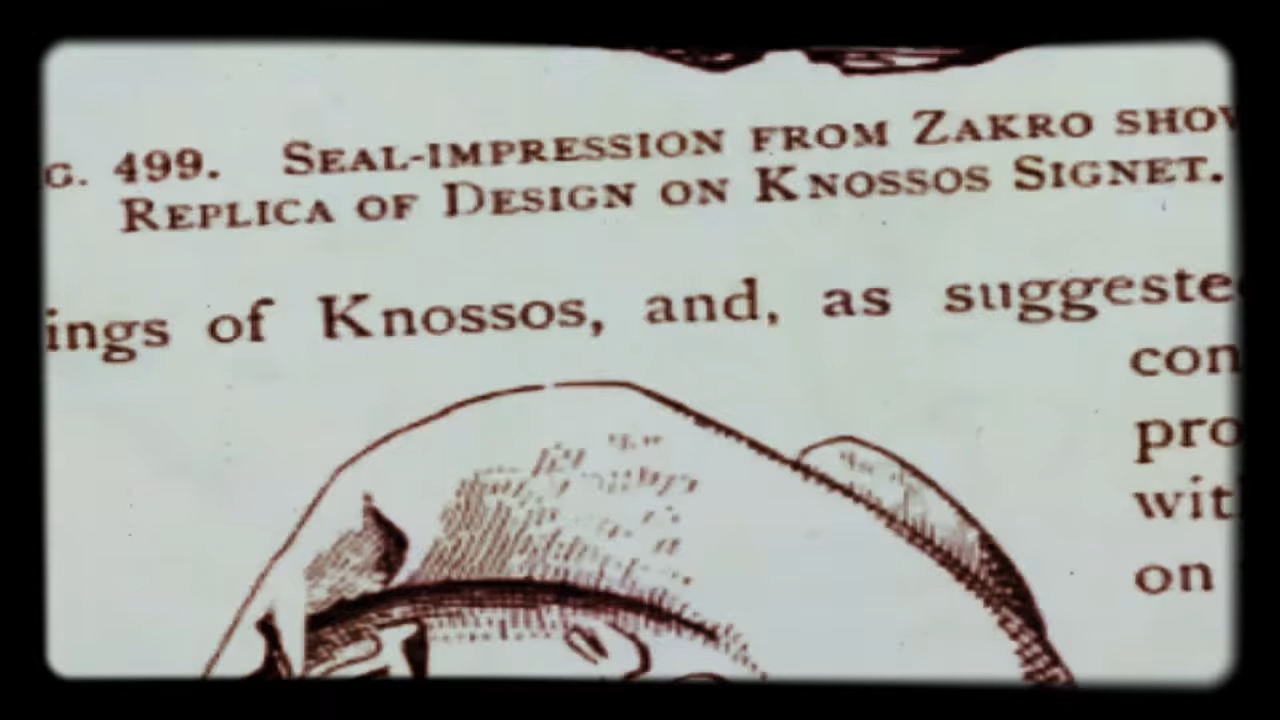 G. 499. SEAL-IMPRESSION FROM ZAKRO SHOW
REPLICA OF DESIGN ON KNOSSOS SIGNET.
ings of Knossos, and, as suggeste
con
pro
wit
on